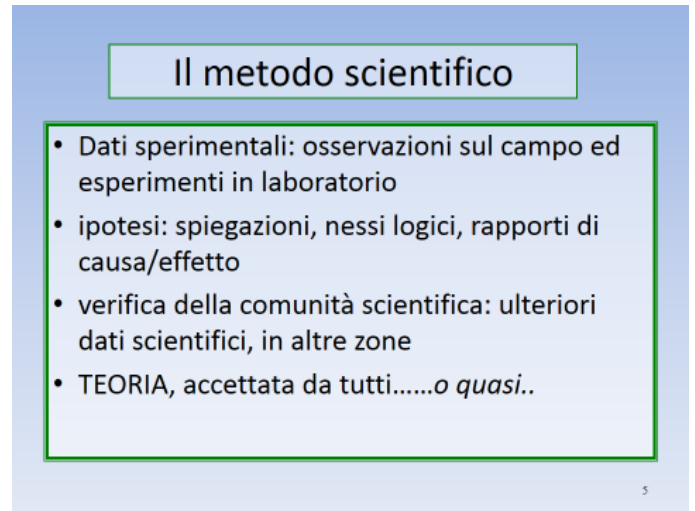 Il metodo scientifico
• Dati sperimentali: osservazioni sul campo ed
esperimenti in laboratorio
• ipotesi: spiegazioni, nessi logici, rapporti di
causa/effetto
• verifica della comunità scientifica: ulteriori
dati scientifici, in altre zone
• TEORIA, accettata da tutti……o quasi..
5